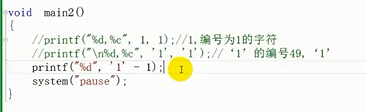 void  main2()
{
//printf("%d,%c", 1, 1);//1,编号为1的字符
//printf("\n%d,%c", '1', '1');// ‘1’ 的编号49, ‘1’
printf("%d", '1' - 1);
system("pause");
}